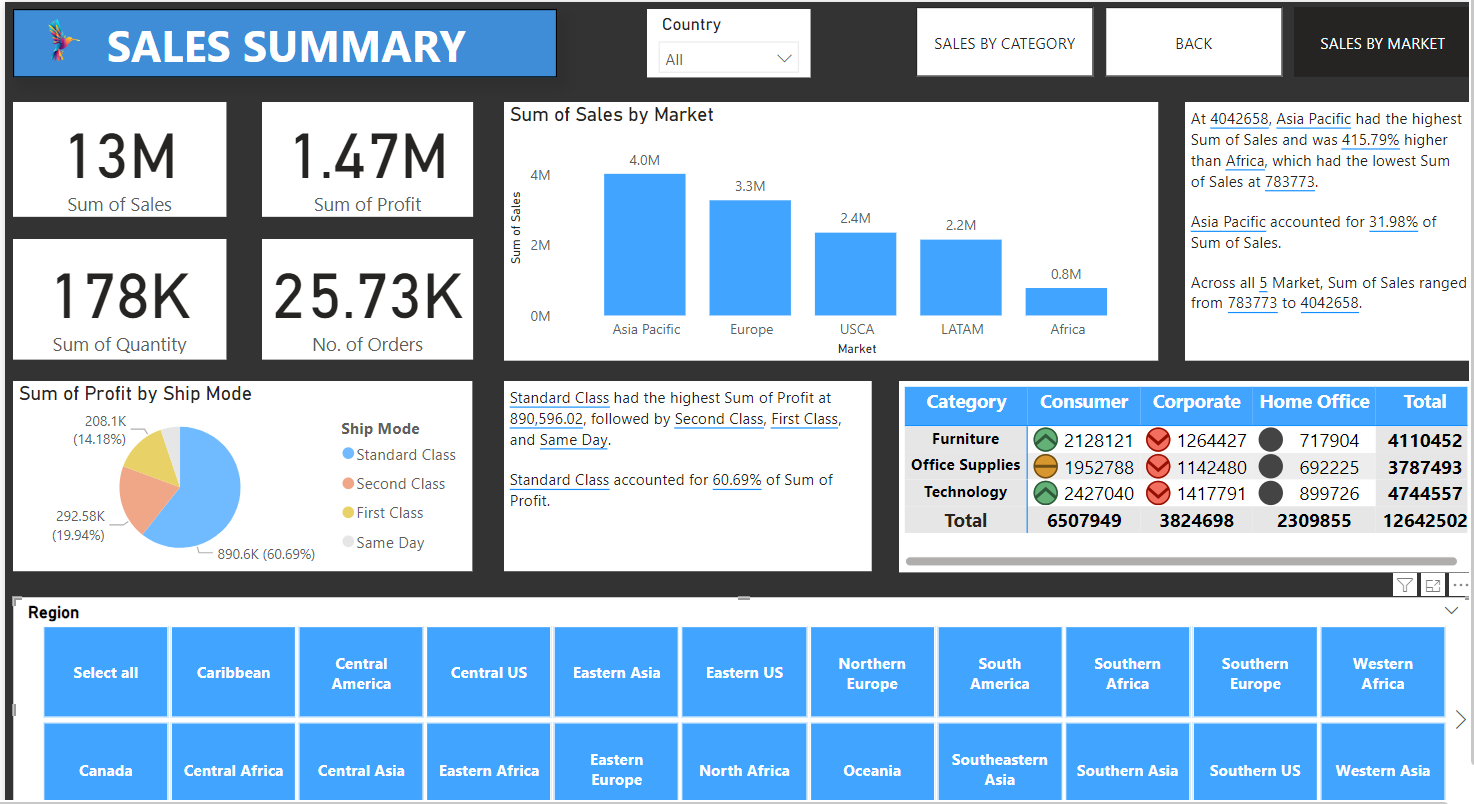 SALES SUMMARY
Country
All
SALES BY CATEGORY
BACK
SALES BY MARKET
13M
Sum of Sales
1.47M
Sum of Profit
178K
Sum of Quantity
25.73K
No. of Orders
Sum of Sales by Market
Sum of Sales
4M
2M
0M
4.0M
3.3M
2.4M
2.2M
0.8M
Asia Pacific
Europe
USCA
LATAM
Africa
Market
At 4042658, Asia Pacific had the highest
Sum of Sales and was 415.79% higher
than Africa, which had the lowest Sum
of Sales at 783773.
Asia Pacific accounted for 31.98% of
Sum of Sales.
Across all 5 Market, Sum of Sales ranged
from 783773 to 4042658.
Sum of Profit by Ship Mode
208.1K
(14.18%)
292.58K
(19.94%)
890.6K (60.69%)
Ship Mode
Standard Class
Second Class
First Class
Same Day
Standard Class had the highest Sum of Profit at
890,596.02, followed by Second Class, First Class,
and Same Day.
Standard Class accounted for 60.69% of Sum of
Profit.
Category Consumer Corporate Home Office Total
Furniture 2128121 1264427 717904 4110452
Office Supplies 1952788 1142480 692225 3787493
Technology 2427040 1417791 899726 4744557
Total 6507949 3824698 2309855 12642502
Region
Select all
Caribbean
Central
America
Central US
Eastern Asia
Eastern US
Northern
Europe
South
America
Southern
Africa
Southern
Europe
Western
Africa
Canada
Central Africa
Central Asia
Eastern Africa
Eastern
Europe
North Africa
Oceania
Southeastern
Asia
Southern Asia
Southern US
Western Asia